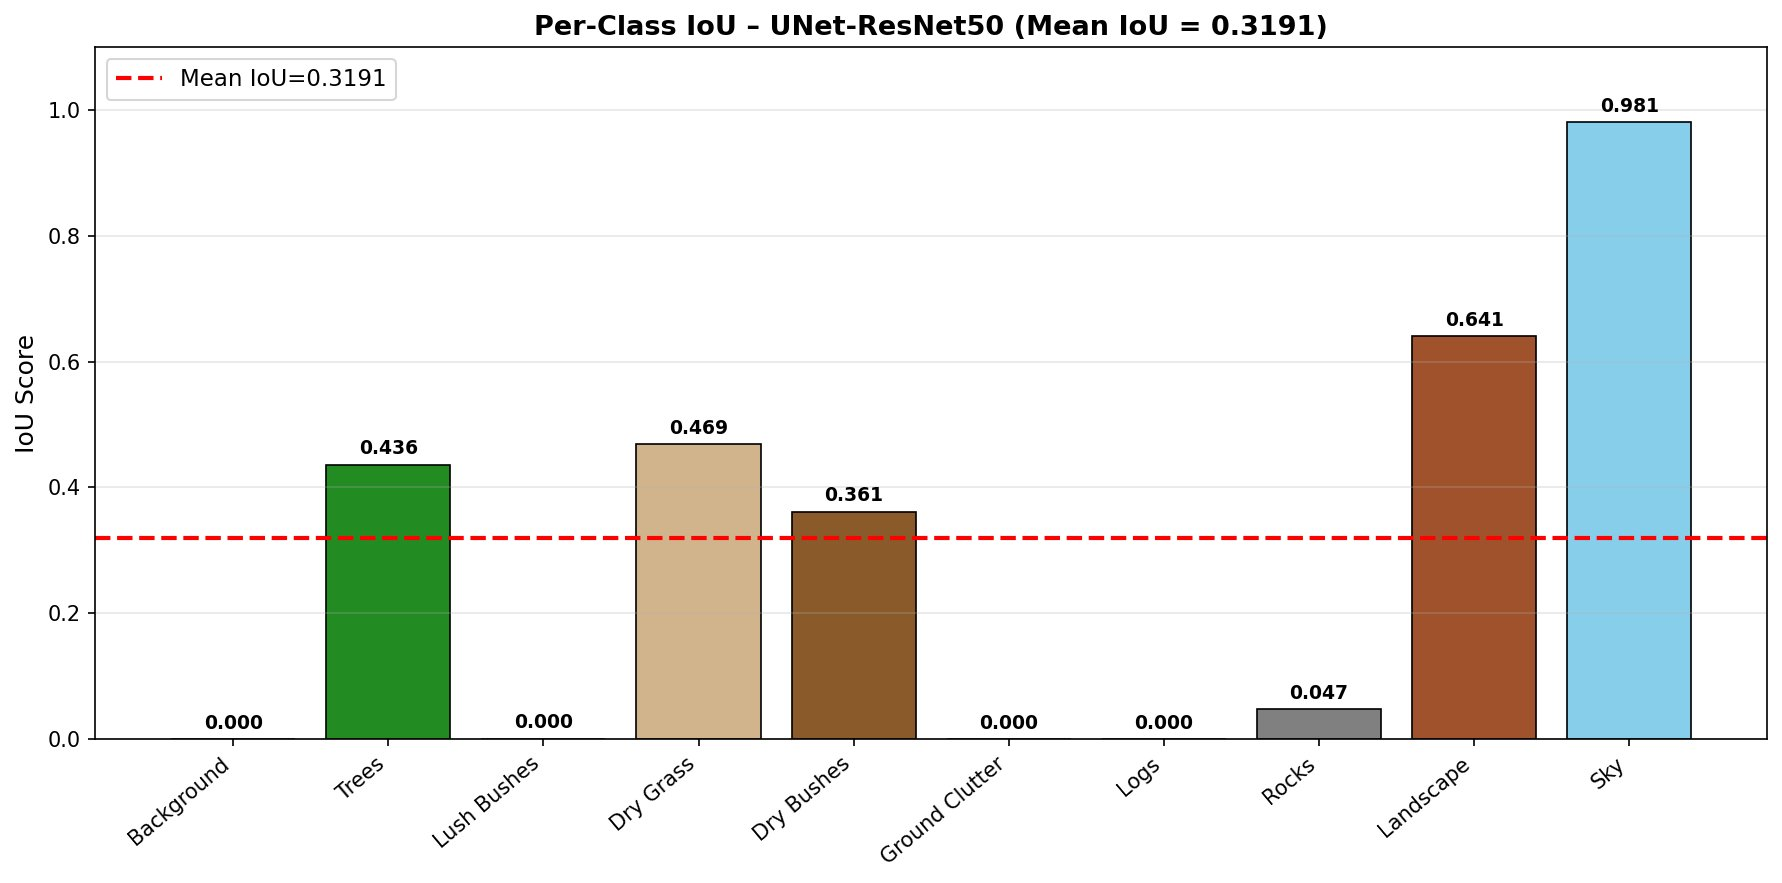 Per-Class IoU – UNet-ResNet50 (Mean IoU = 0.3191)
Mean IoU=0.3191
IoU Score
1.0
0.8
0.6
0.4
0.2
0.0
0.000
0.436
0.000
0.469
0.361
0.000
0.000
0.047
0.641
0.981
Background
Trees
Lush Bushes
Dry Grass
Dry Bushes
Ground Clutter
Logs
Rocks
Landscape
Sky